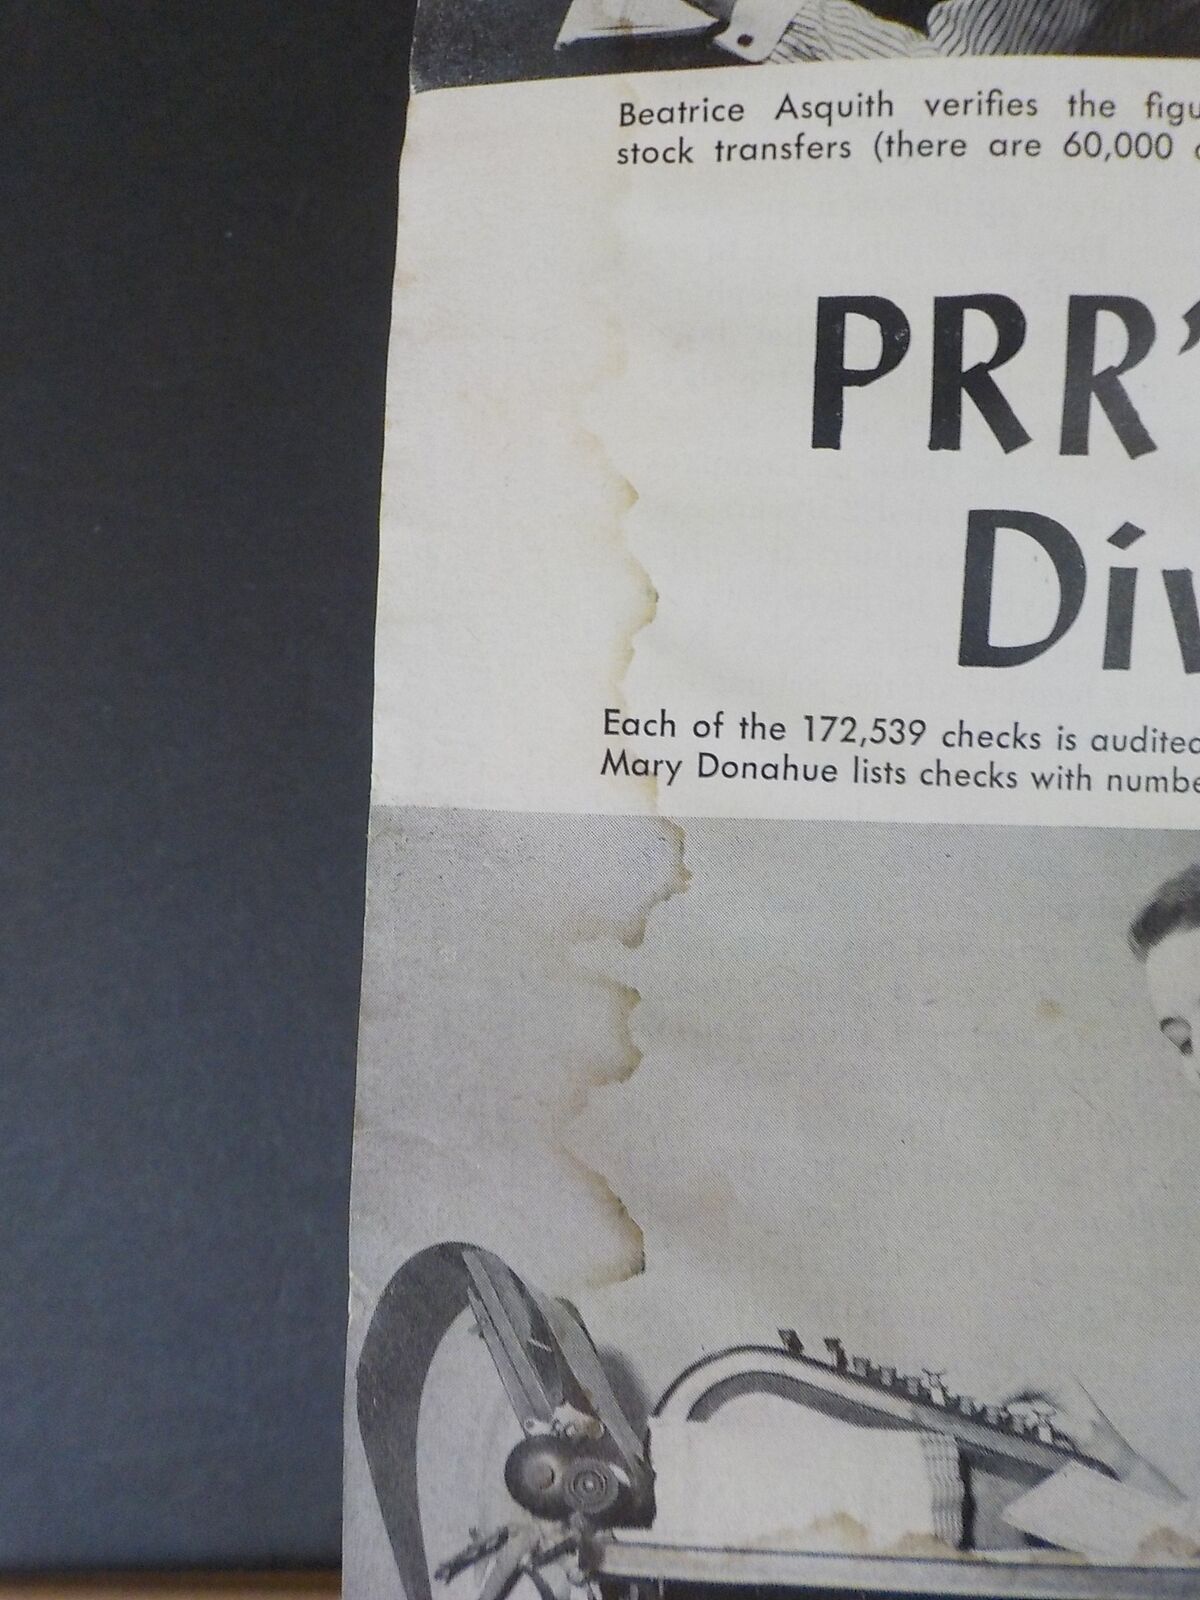 Beatrice Asquith verifies the figu
stock transfers (there are 60,000
PRR'
Div
Each of the 172,539 checks is audited
Mary Donahue lists checks with numbe